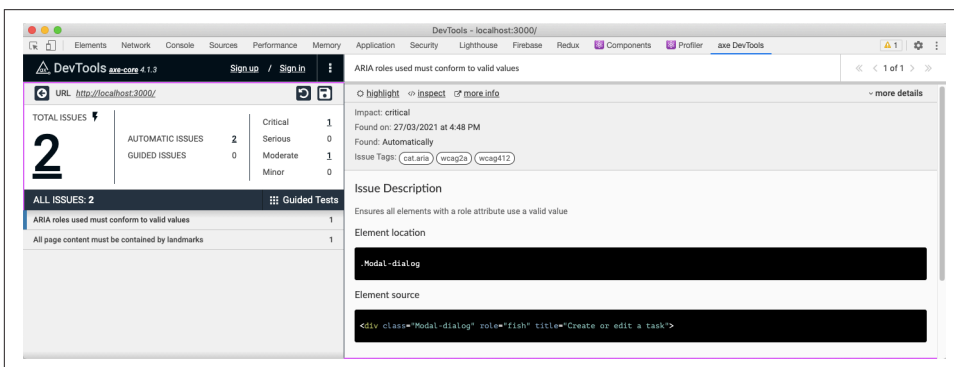 DevTools - localhost:3000/
Elements Network Console Sources Performance Memory Application Security Lighthouse Firebase Redux Components Profiler axe DevTools 1
DevTools axe-core 4.1.3 Sign up / Sign in
ARIA roles used must conform to valid values 1 of 1
URL http://localhost:3000/
highlight inspect more info more details
TOTAL ISSUES
2
AUTOMATIC ISSUES 2
GUIDED ISSUES 0
Critical 1
Serious 0
Moderate 1
Minor 0
ALL ISSUES: 2 Guided Tests
ARIA roles used must conform to valid values 1
All page content must be contained by landmarks 1
Impact: critical
Found on: 27/03/2021 at 4:48 PM
Found: Automatically
Issue Tags: cat.aria wcag2a wcag412
Issue Description
Ensures all elements with a role attribute use a valid value
Element location
.Modal-dialog
Element source
<div class="Modal-dialog" role="fish" title="Create or edit a task">